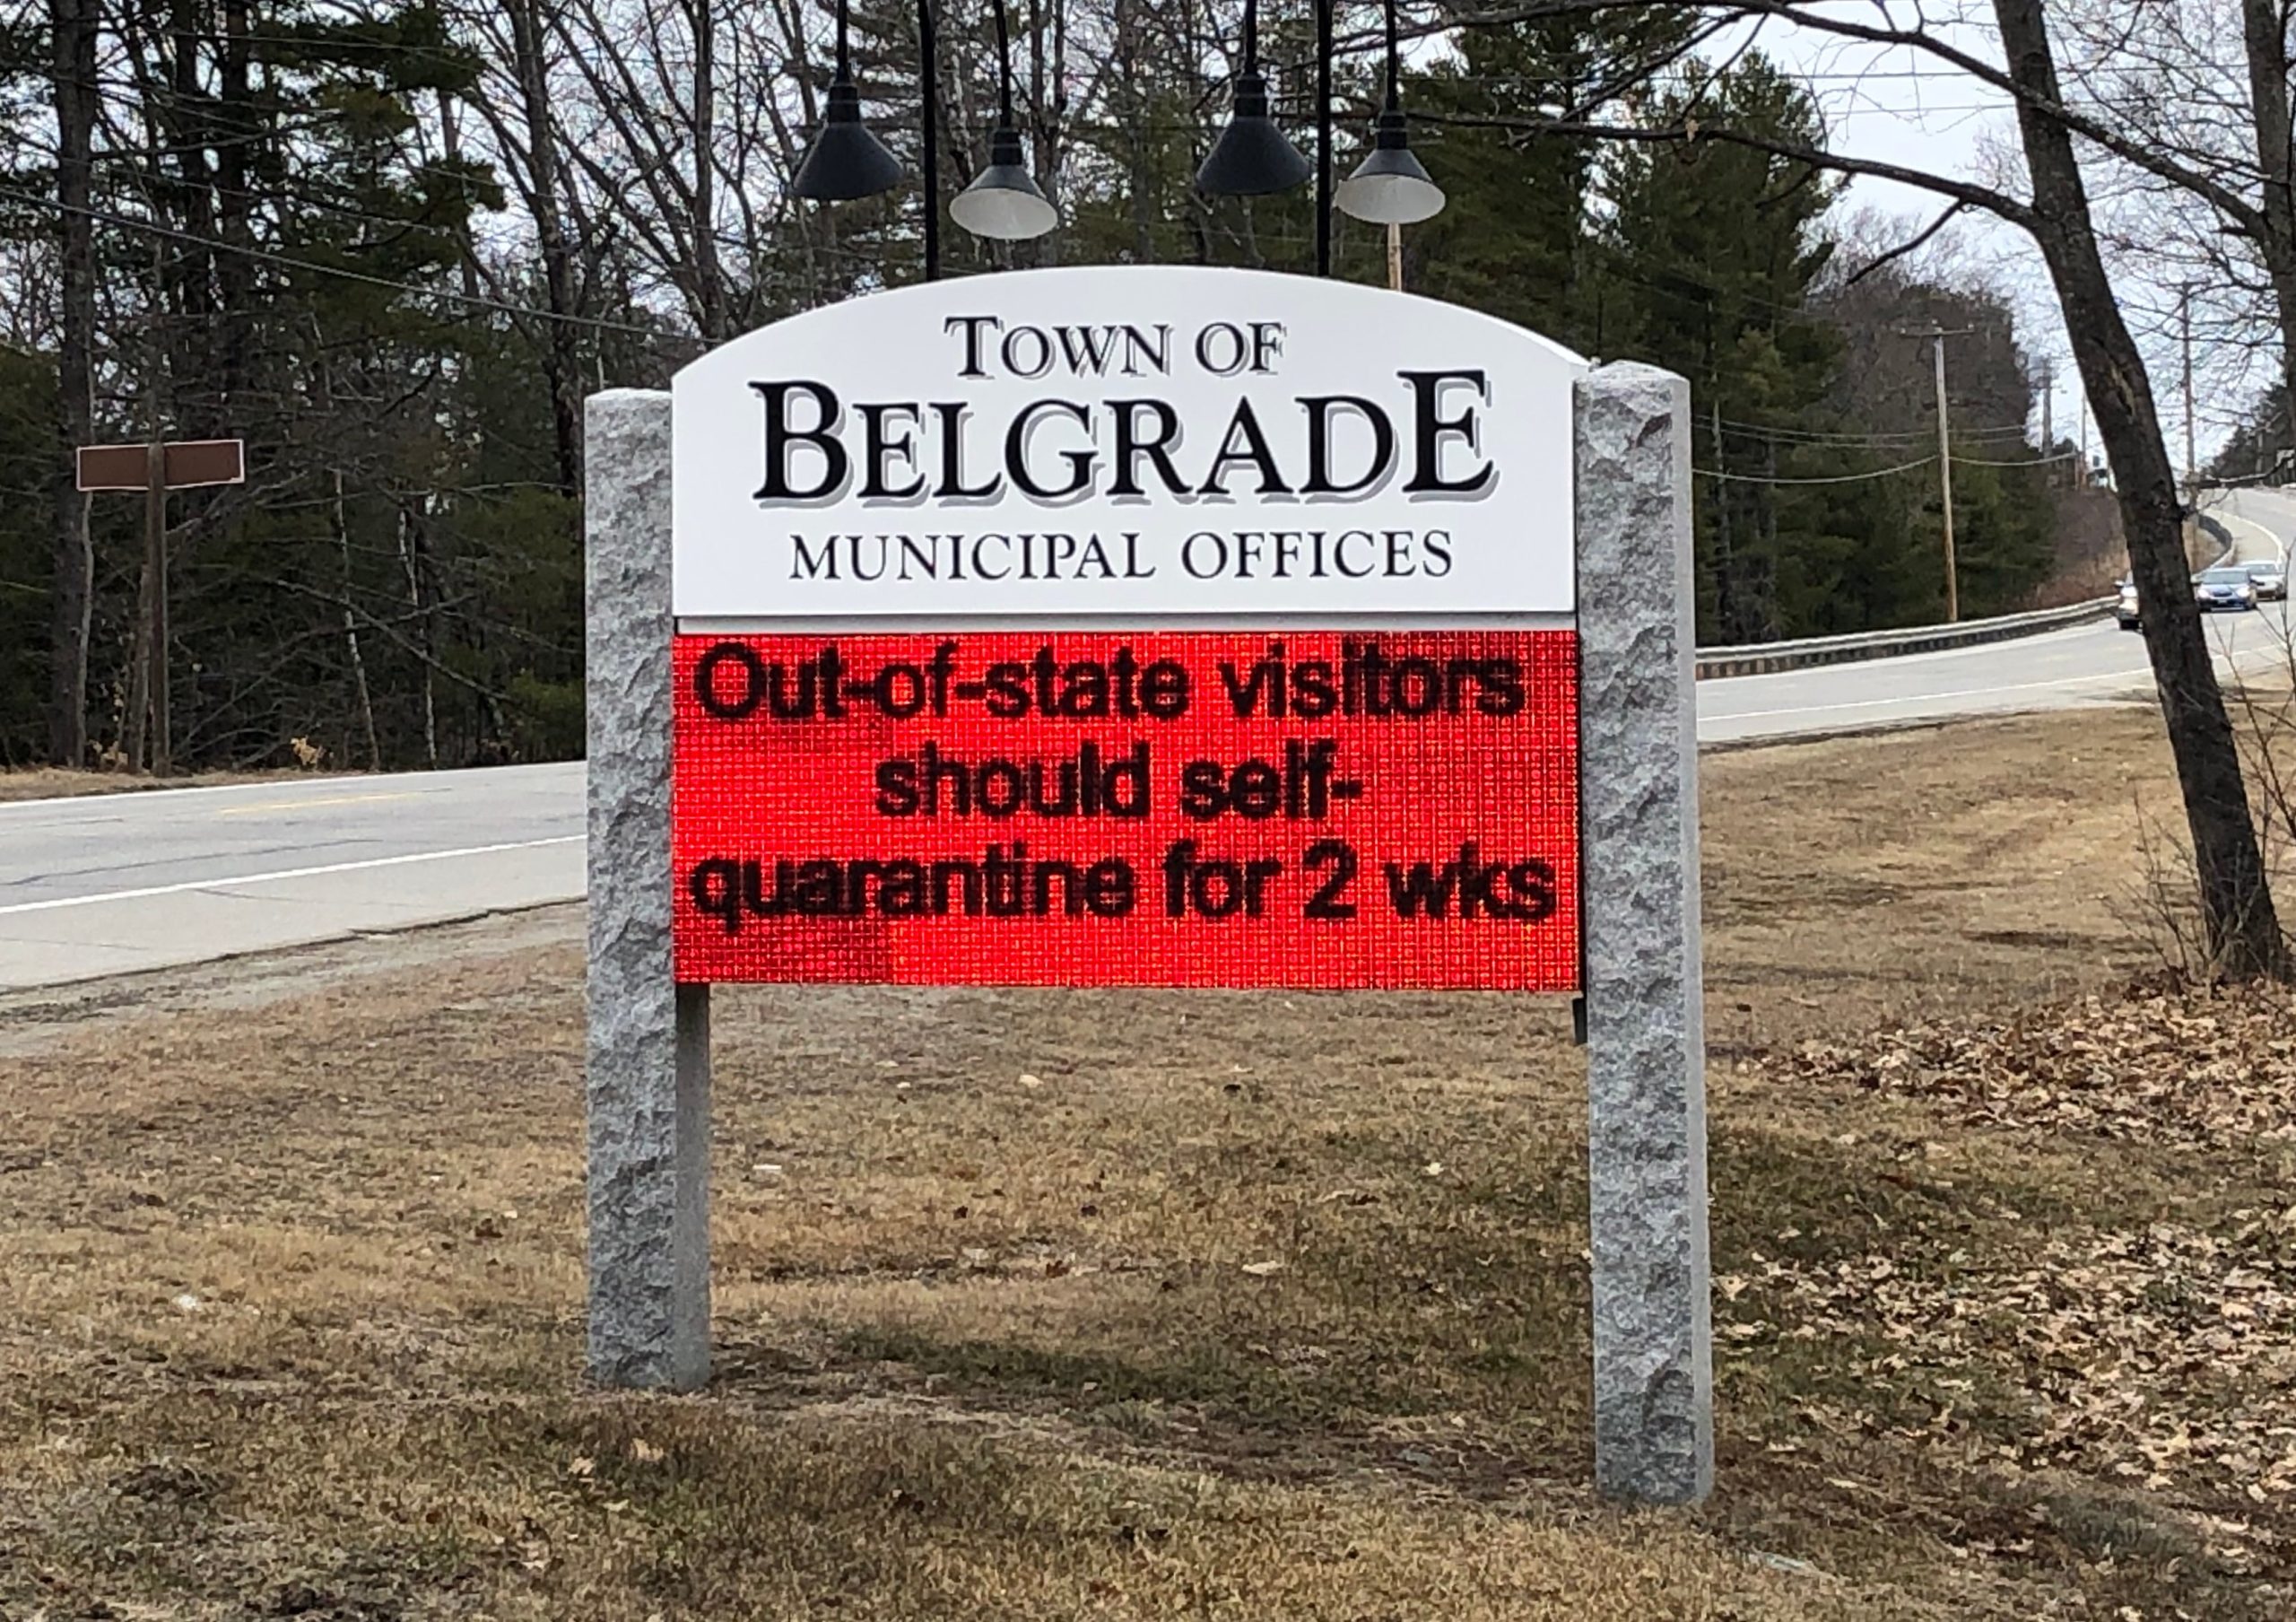 TOWN OF
BELGRADE
MUNICIPAL OFFICES
Out-of-state visitors
should self-
quarantine for 2 wks